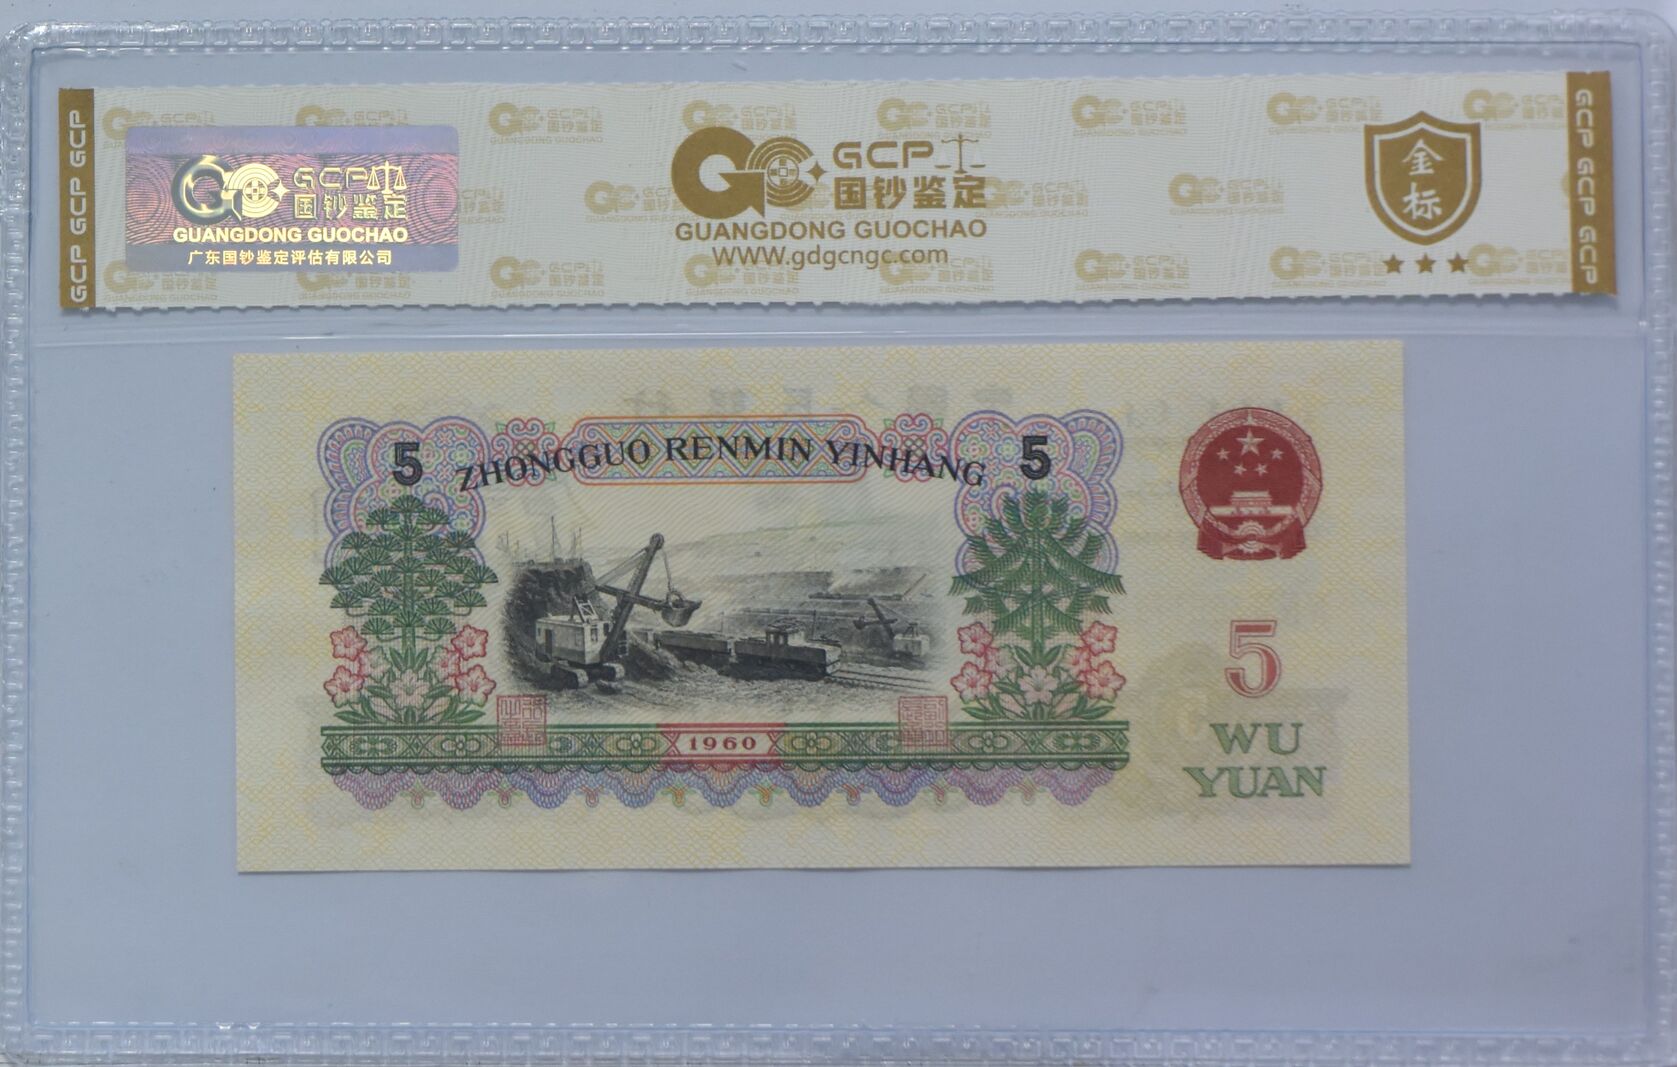 GCP GCP GCP
GCP
国钞鉴定
GUANGDONG GUOCHAO
广东国钞鉴定评估有限公司
GCP
国钞鉴定
GUANGDONG GUOCHAO
WWW.gdgcngc.com
金标
GCP GCP GCP
5
ZHONGGUO RENMIN YINHANG
5
1960
5
WU
YUAN